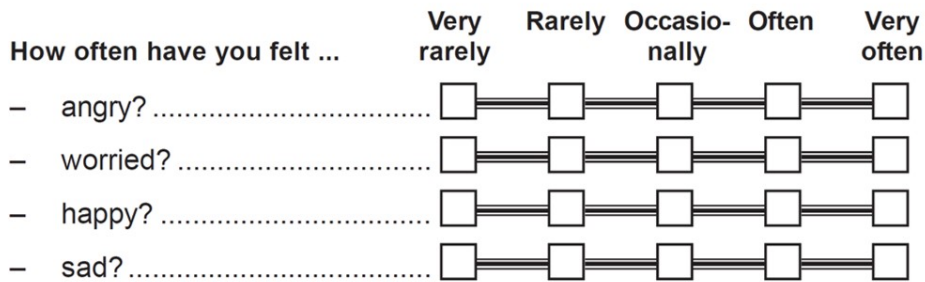 Very Rarely Occasio- Often Very
How often have you felt ... rarely nally often
– angry? ..................................
– worried? ...............................
– happy? .................................
– sad? .....................................